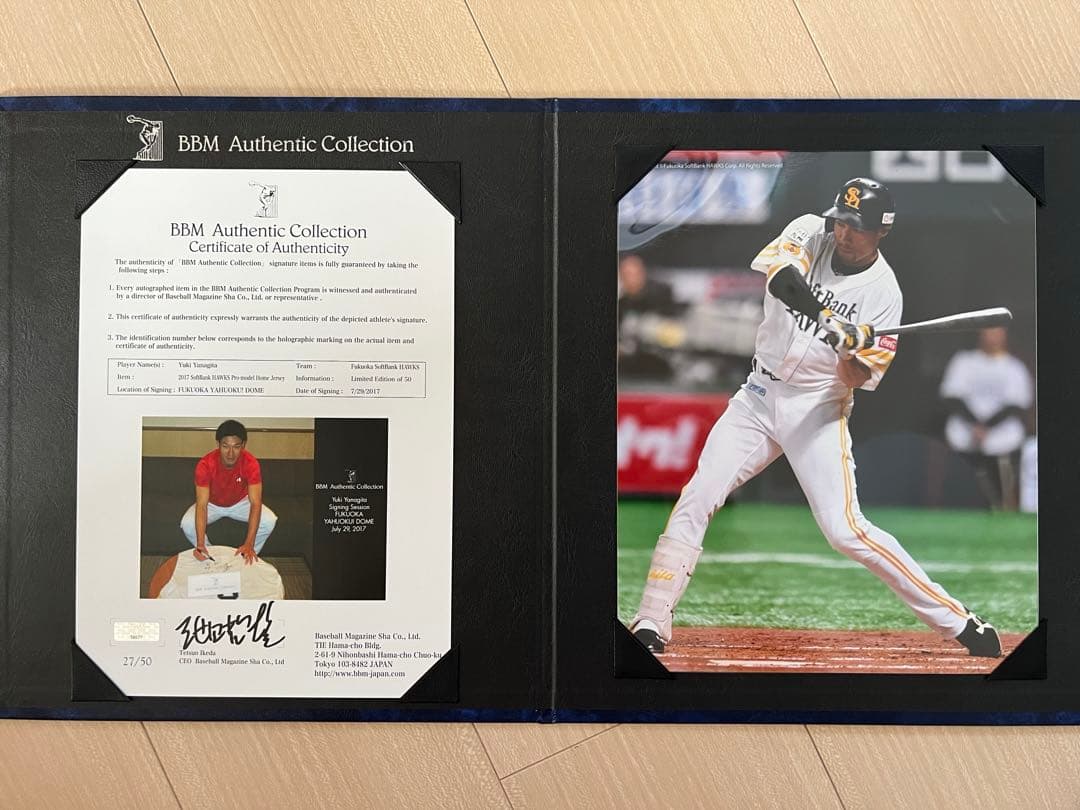 BBM Authentic Collection
BBM Authentic Collection
Certificate of Authenticity
The authenticity of 「BBM Authentic Collection」 signature items is fully guaranteed by taking the
following steps :
1. Every autographed item in the BBM Authentic Collection Program is witnessed and authenticated
by a director of Baseball Magazine Sha Co., Ltd. or representative .
2. This certificate of authenticity expressly warrants the authenticity of the depicted athlete's signature.
3. The identification number below corresponds to the holographic marking on the actual item and
certificate of authenticity.
Player Name(s) : Yuki Yanagita Team : Fukuoka SoftBank HAWKS
Item : 2017 SoftBank HAWKS Pro-model Home Jersey Information : Limited Edition of 50
Location of Signing : FUKUOKA YAHUOKU! DOME Date of Signing : 7/29/2017
BBM Authentic Collection
Yuki Yanagita
Signing Session
FUKUOKA
YAHUOKU! DOME
July 29, 2017
27/50
Tetsuo Ikeda
CEO Baseball Magazine Sha Co., Ltd
Baseball Magazine Sha Co., Ltd.
TIE Hama-cho Bldg.
2-61-9 Nihonbashi Hama-cho Chuo-ku
Tokyo 103-8482 JAPAN
http://www.bbm-japan.com
©Fukuoka SoftBank HAWKS Corp. All Rights Reserved.
SH
Bank
Coca-Cola